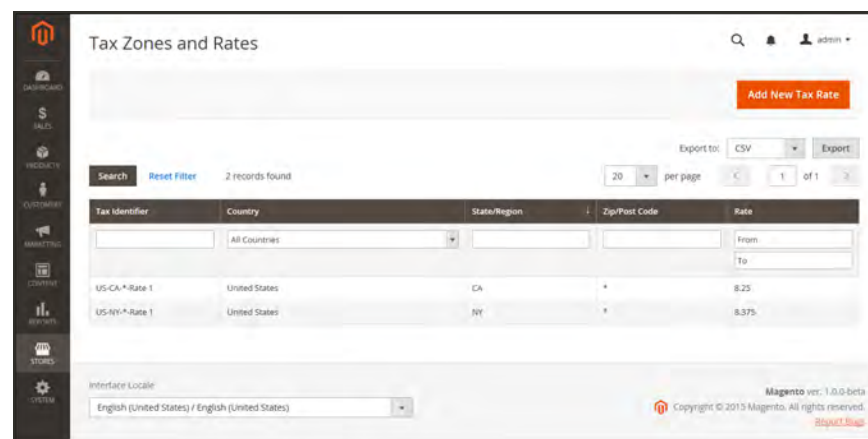 Tax Zones and Rates
admin
DASHBOARD
SALES
PRODUCTS
CUSTOMERS
MARKETING
CONTENT
REPORTS
STORES
SYSTEM
Add New Tax Rate
Export to: CSV Export
Search Reset Filter 2 records found 20 per page 1 of 1
Tax Identifier Country State/Region Zip/Post Code Rate
All Countries From
To
US-CA-*-Rate 1 United States CA * 8.25
US-NY-*-Rate 1 United States NY * 8.375
Interface Locale
English (United States) / English (United States)
Magento ver. 1.0.0-beta
Copyright © 2015 Magento. All rights reserved.
Report Bugs